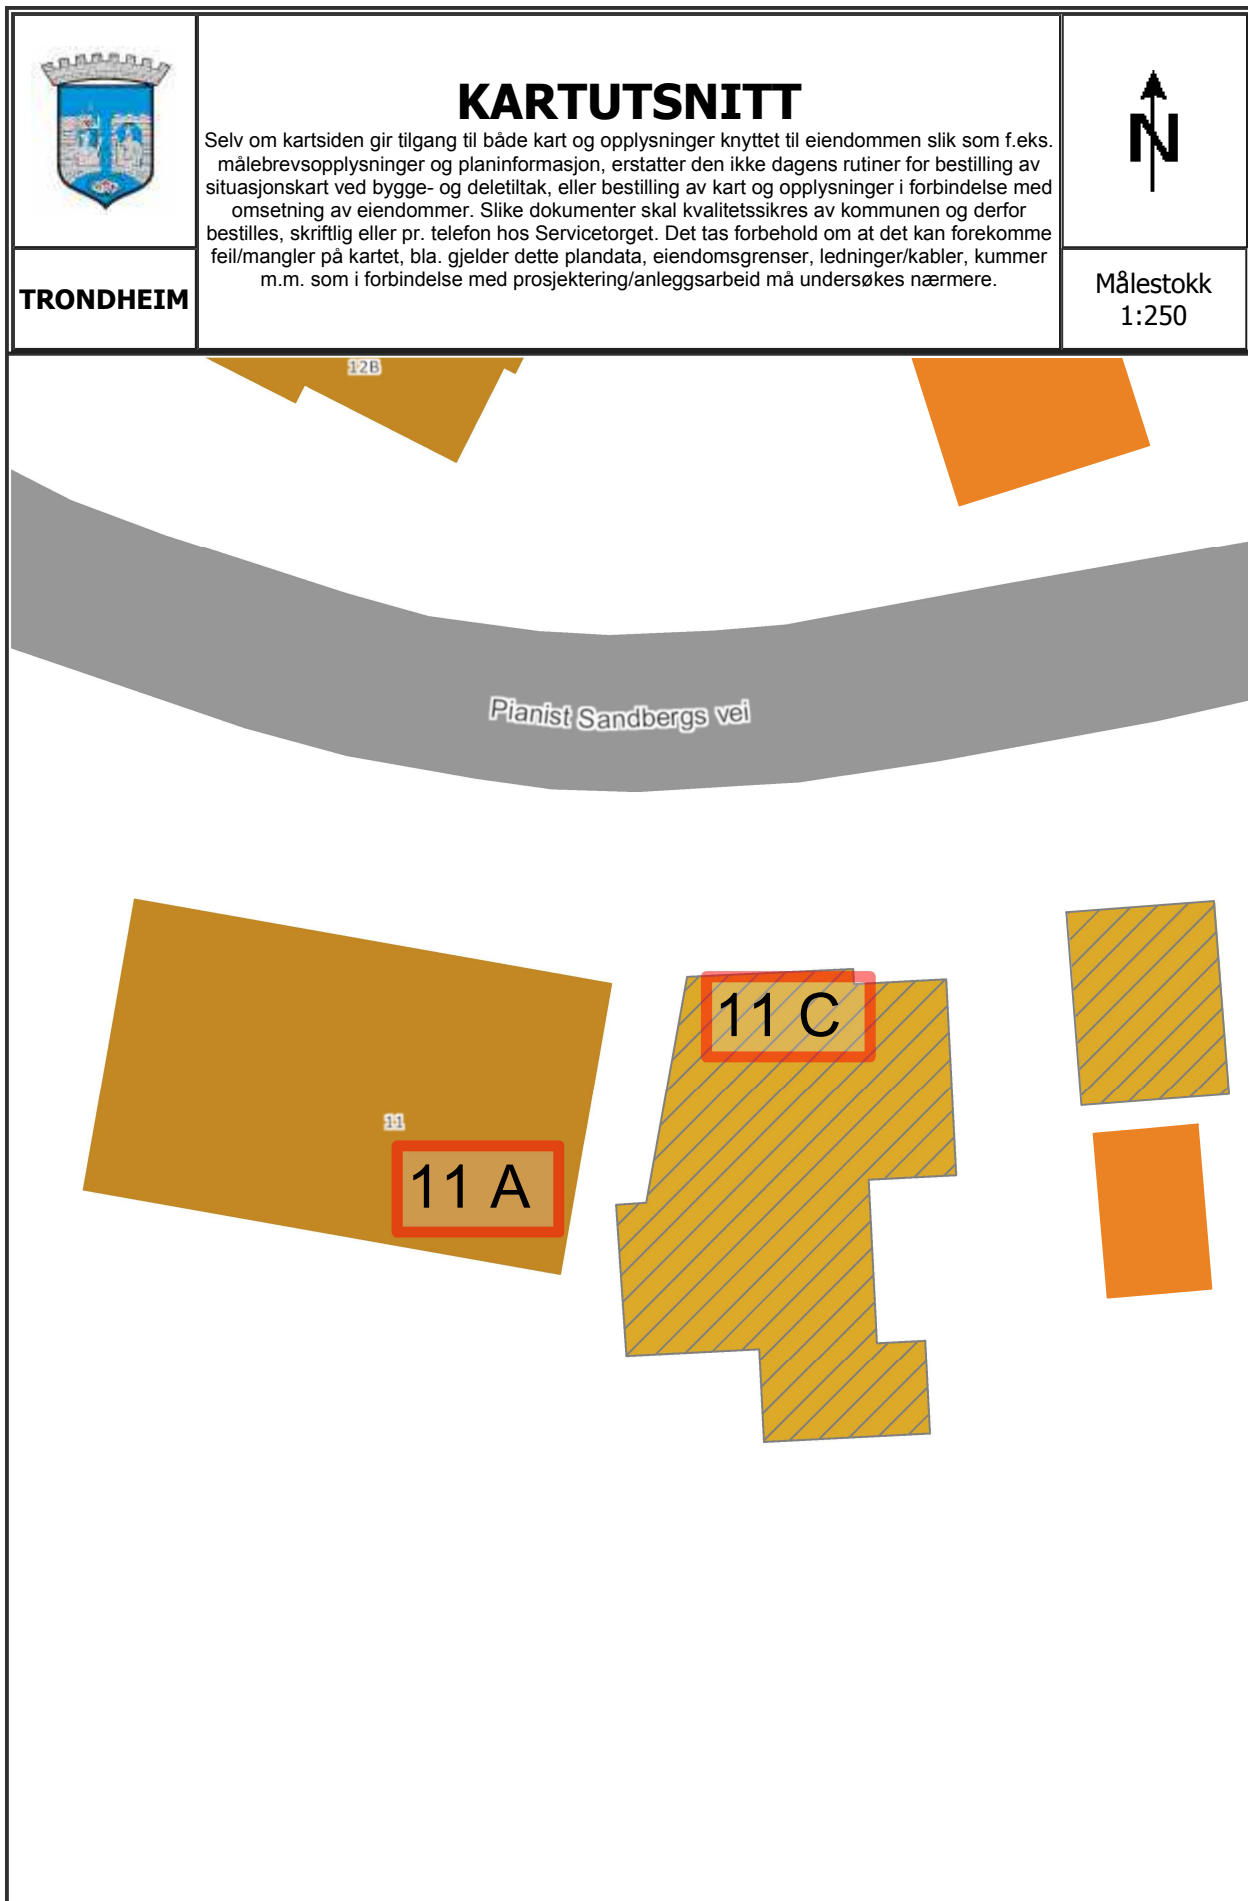 KARTUTSNITT
Selv om kartsiden gir tilgang til både kart og opplysninger knyttet til eiendommen slik som f.eks.
målebrevsopplysninger og planinformasjon, erstatter den ikke dagens rutiner for bestilling av
situasjonskart ved bygge- og deletiltak, eller bestilling av kart og opplysninger i forbindelse med
omsetning av eiendommer. Slike dokumenter skal kvalitetssikres av kommunen og derfor
bestilles, skriftlig eller pr. telefon hos Servicetorget. Det tas forbehold om at det kan forekomme
feil/mangler på kartet, bla. gjelder dette plandata, eiendomsgrenser, ledninger/kabler, kummer
m.m. som i forbindelse med prosjektering/anleggsarbeid må undersøkes nærmere.
N
TRONDHEIM
Målestokk
1:250
12B
Pianist Sandbergs vei
11 C
11
11 A